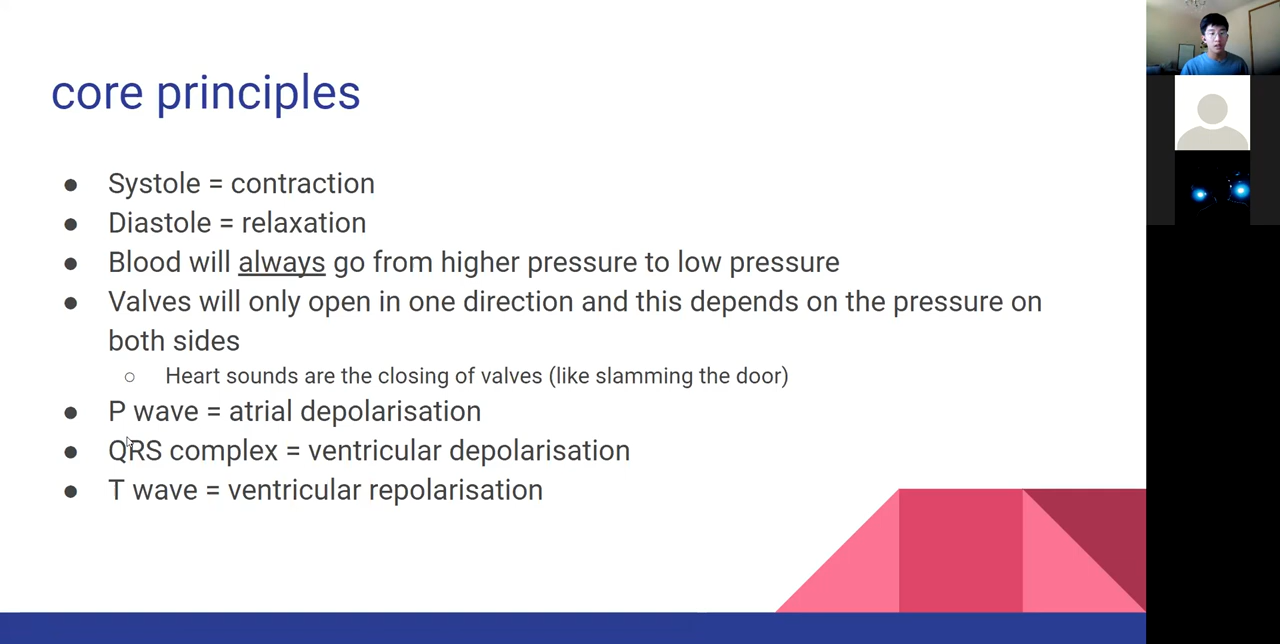 core principles
● Systole = contraction
● Diastole = relaxation
● Blood will always go from higher pressure to low pressure
● Valves will only open in one direction and this depends on the pressure on
both sides
○ Heart sounds are the closing of valves (like slamming the door)
● P wave = atrial depolarisation
● QRS complex = ventricular depolarisation
● T wave = ventricular repolarisation